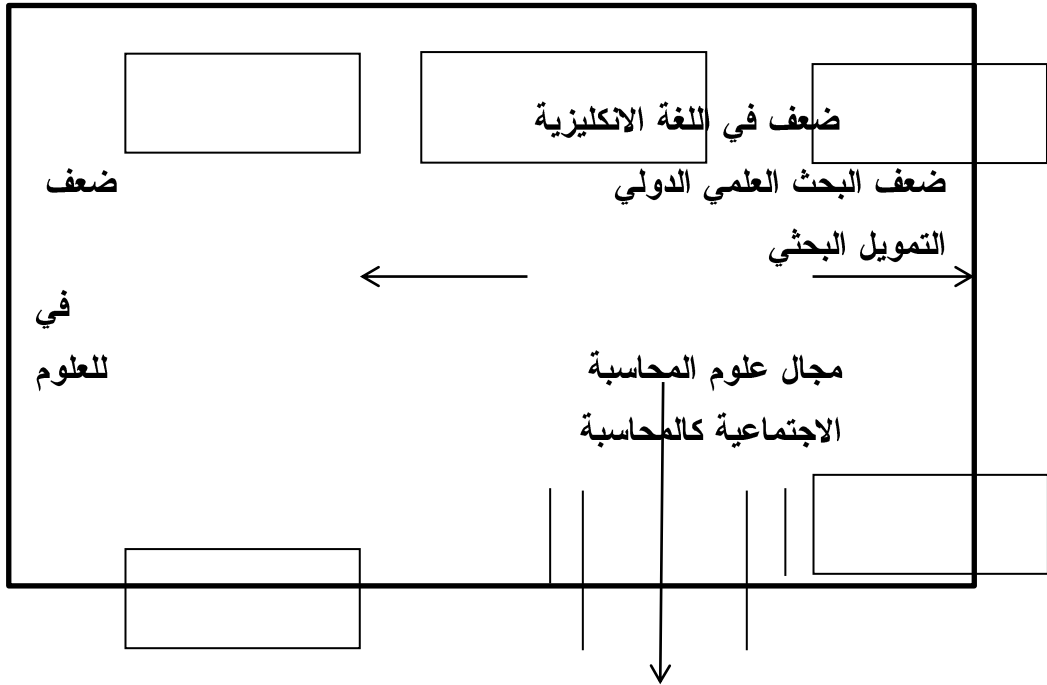 ضعف في اللغة الانكليزية
ضعف البحث العلمي الدولي ضعف
التمويل البحثي
في
مجال علوم المحاسبة للعلوم
الاجتماعية كالمحاسبة